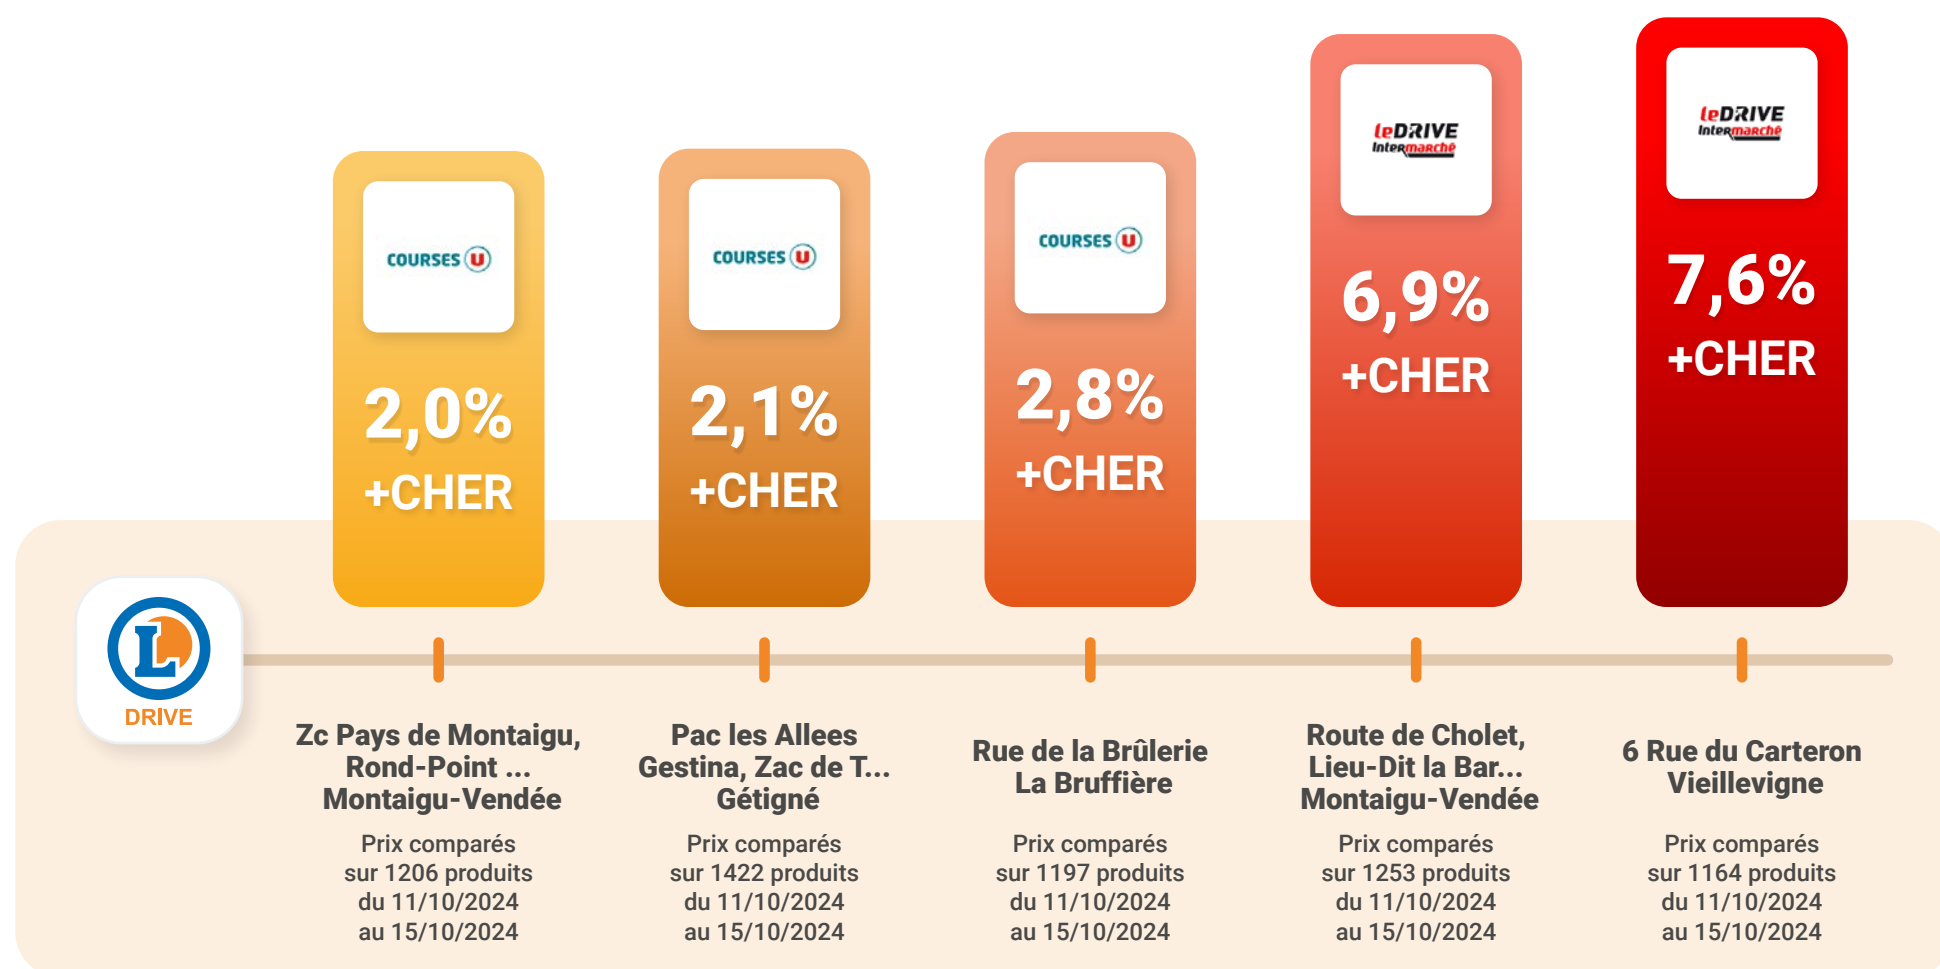 COURSES U
2,0%
+CHER
COURSES U
2,1%
+CHER
COURSES U
2,8%
+CHER
leDRIVE
Intermarché
6,9%
+CHER
leDRIVE
Intermarché
7,6%
+CHER
L
DRIVE
Zc Pays de Montaigu,
Rond-Point ...
Montaigu-Vendée
Prix comparés
sur 1206 produits
du 11/10/2024
au 15/10/2024
Pac les Allees
Gestina, Zac de T...
Gétigné
Prix comparés
sur 1422 produits
du 11/10/2024
au 15/10/2024
Rue de la Brûlerie
La Bruffière
Prix comparés
sur 1197 produits
du 11/10/2024
au 15/10/2024
Route de Cholet,
Lieu-Dit la Bar...
Montaigu-Vendée
Prix comparés
sur 1253 produits
du 11/10/2024
au 15/10/2024
6 Rue du Carteron
Vieillevigne
Prix comparés
sur 1164 produits
du 11/10/2024
au 15/10/2024